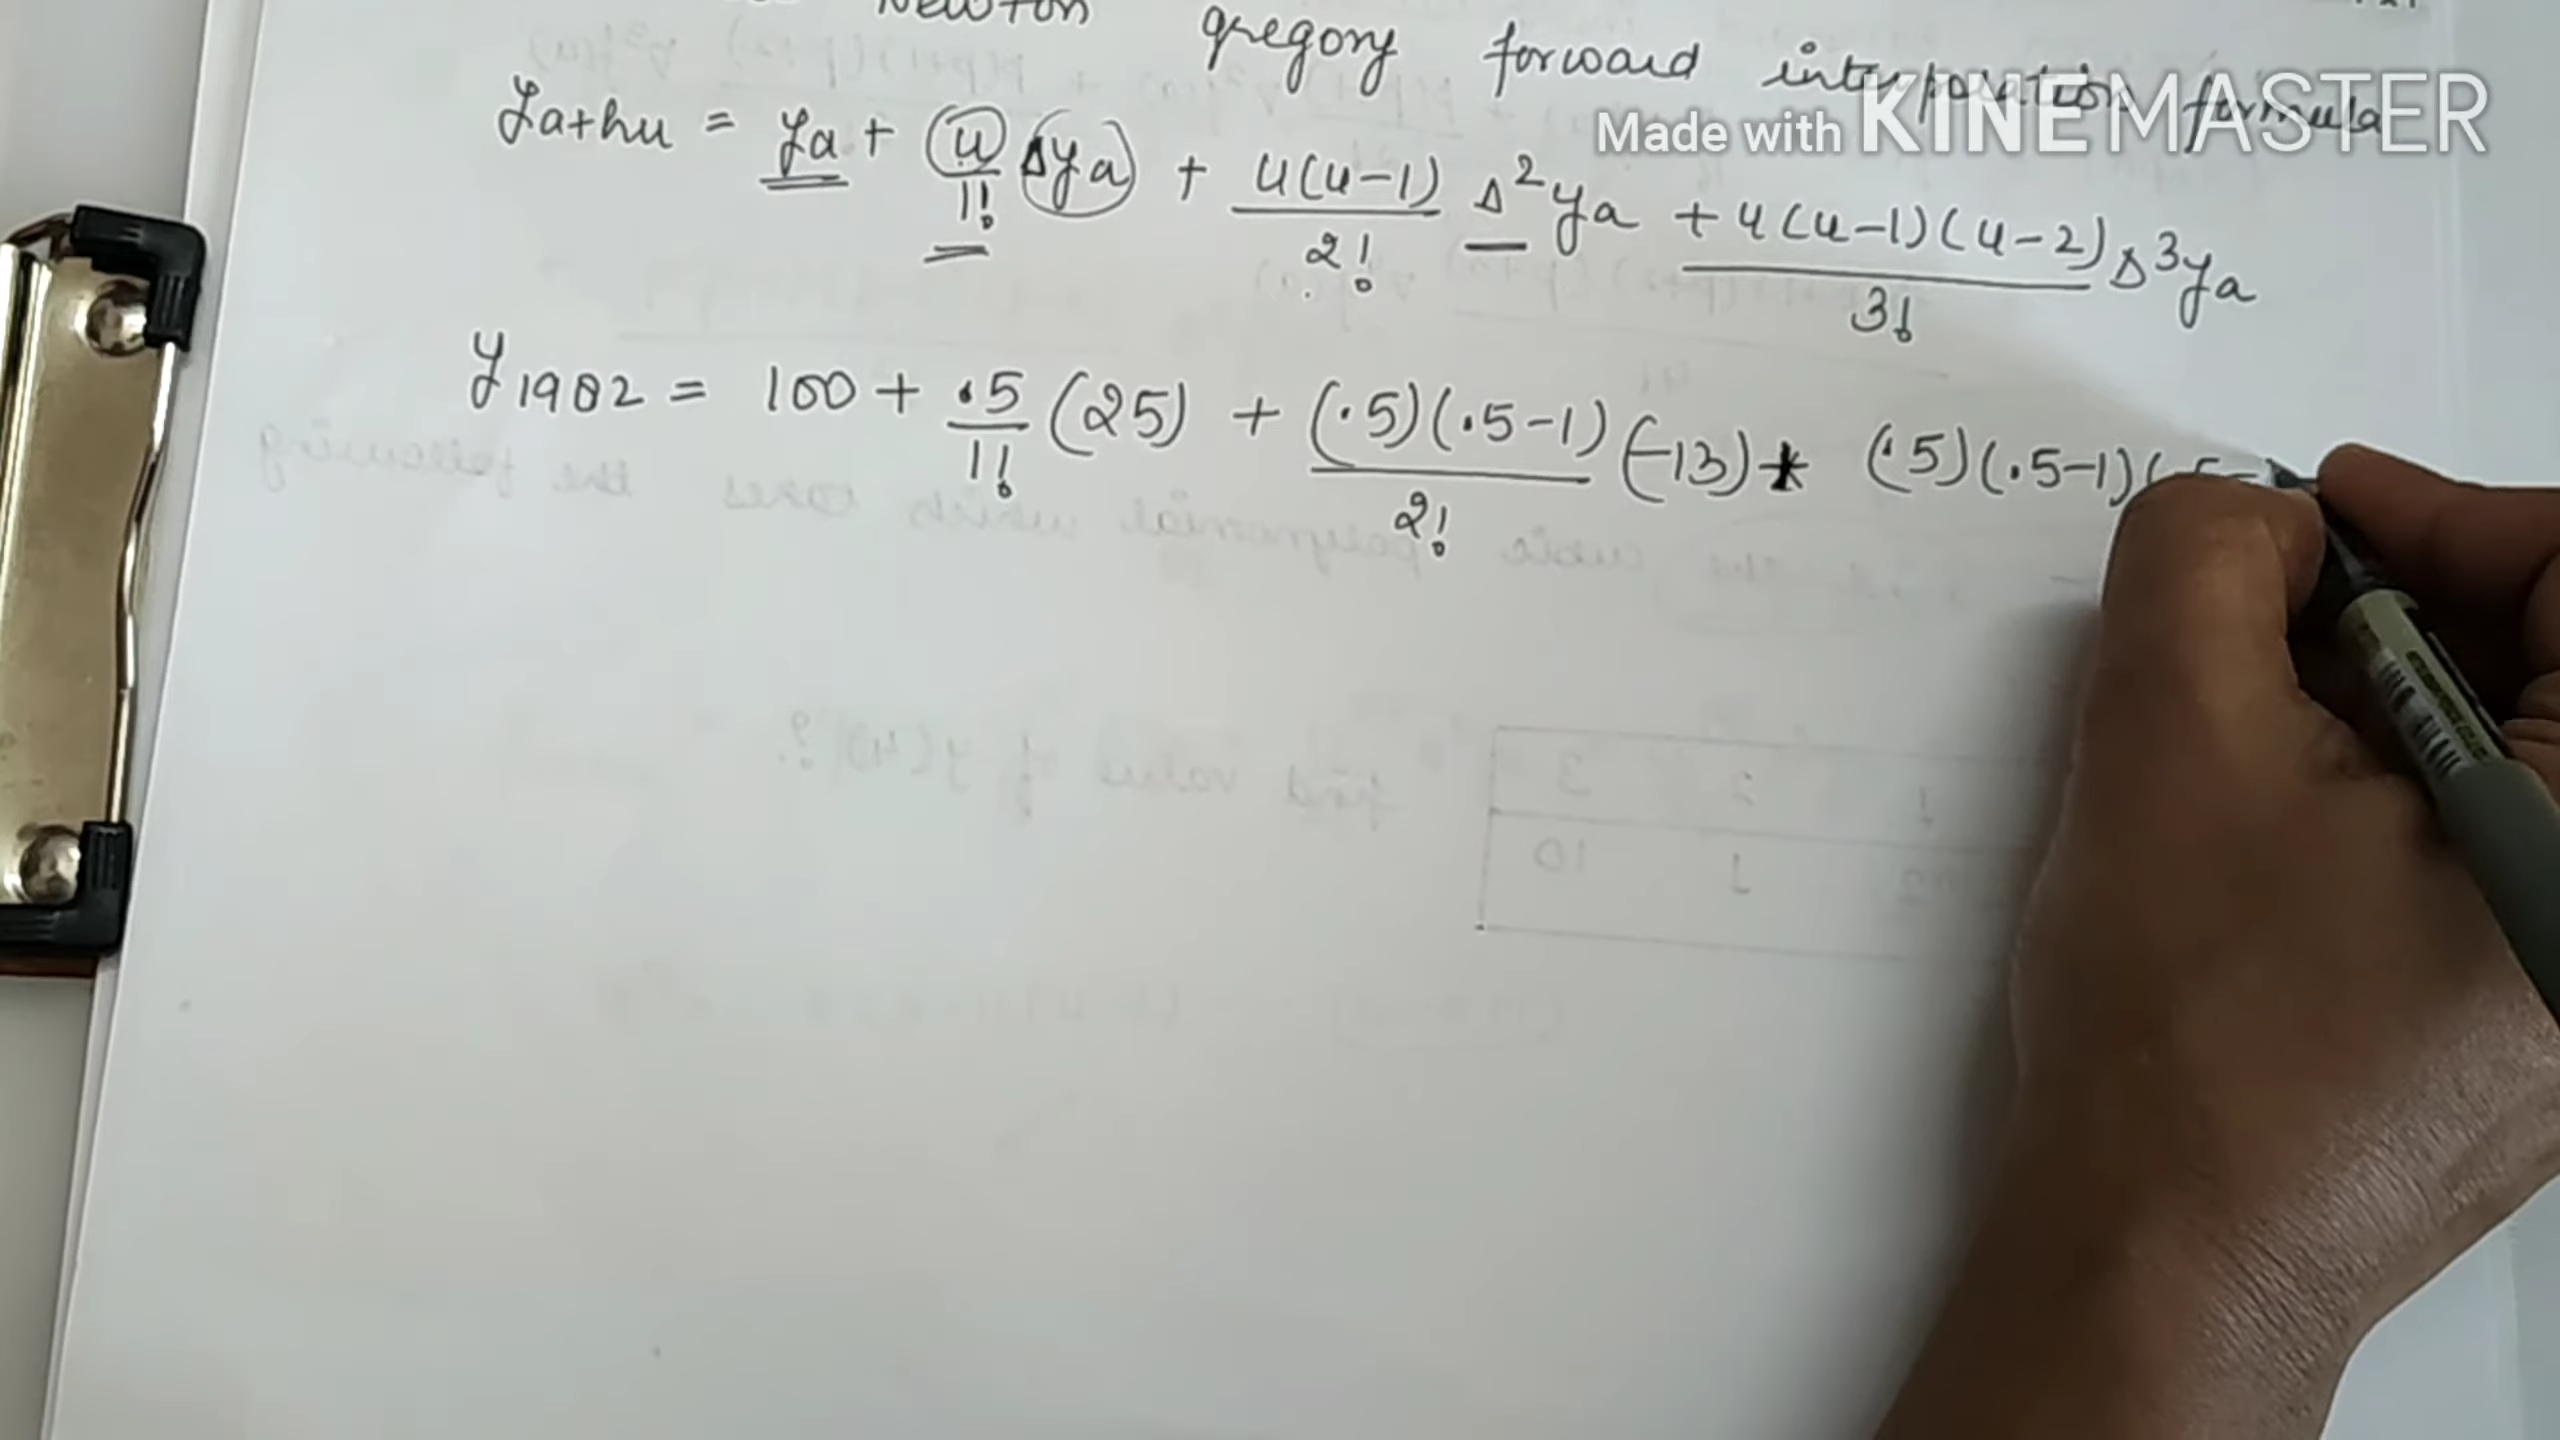 Newton gregory forward interpolation formula
Made with KINEMASTER
y a+hu = ya + u/1! Δya + u(u-1)/2! Δ²ya + u(u-1)(u-2)/3! Δ³ya
y1982 = 100 + .5/1! (25) + (.5)(.5-1)/2! (-13) + (.5)(.5-1)(.5-